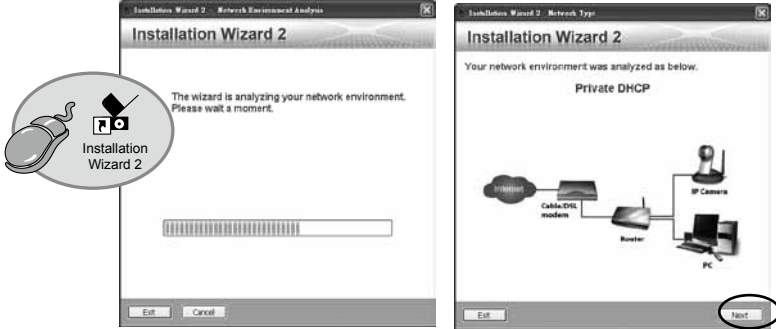 Installation Wizard 2 - Network Environment Analysis
Installation Wizard 2
The wizard is analyzing your network environment.
Please wait a moment.
Installation
Wizard 2
Exit
Cancel
Installation Wizard 2 - Network Type
Installation Wizard 2
Your network environment was analyzed as below.
Private DHCP
Internet
Cable/DSL
modem
Router
IP Camera
PC
Exit
Next